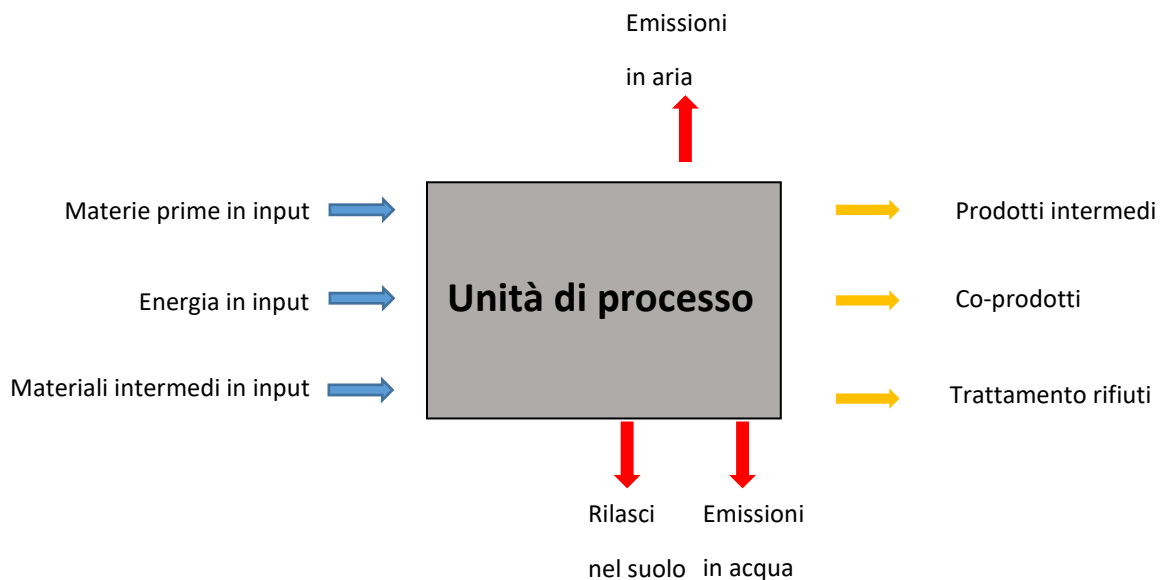 Emissioni
in aria
Materie prime in input
Prodotti intermedi
Energia in input
Unità di processo
Co-prodotti
Materiali intermedi in input
Trattamento rifiuti
Rilasci
nel suolo
Emissioni
in acqua